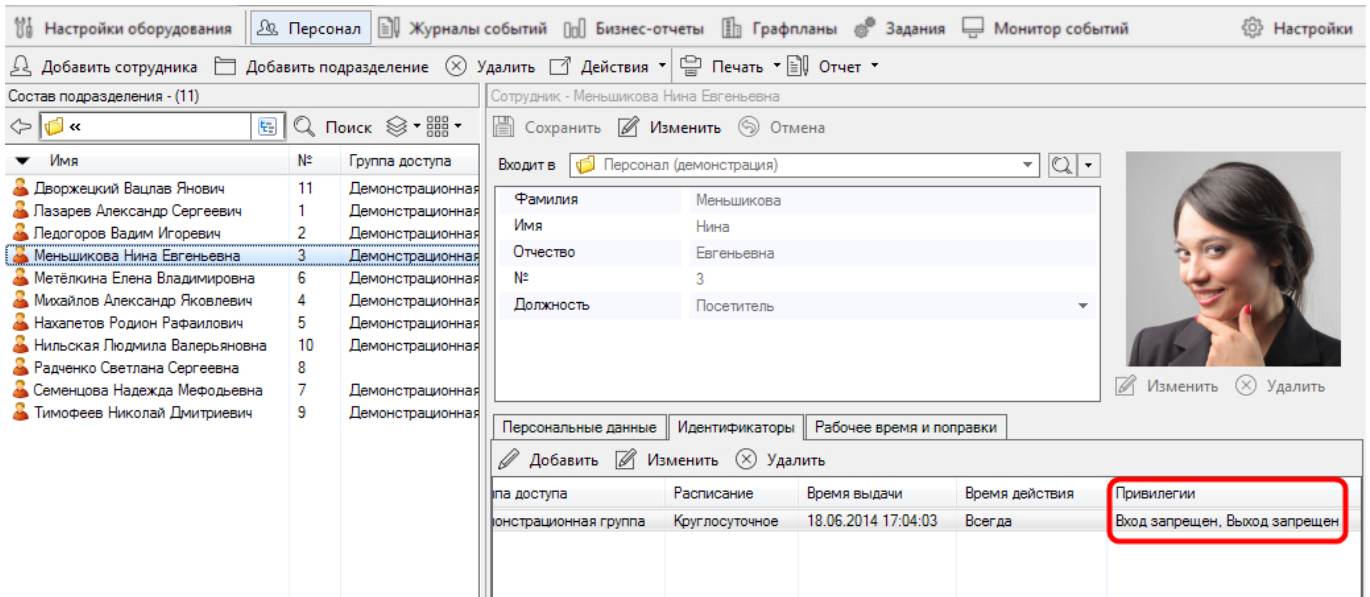 Настройки оборудования Персонал Журналы событий Бизнес-отчеты Графпланы Задания Монитор событий Настройки
Добавить сотрудника Добавить подразделение Удалить Действия Печать Отчет
Состав подразделения - (11)
«
Поиск
Имя № Группа доступа
Дворжецкий Вацлав Янович 11 Демонстрационная
Лазарев Александр Сергеевич 1 Демонстрационная
Ледогоров Вадим Игоревич 2 Демонстрационная
Меньшикова Нина Евгеньевна 3 Демонстрационная
Метёлкина Елена Владимировна 6 Демонстрационная
Михайлов Александр Яковлевич 4 Демонстрационная
Нахапетов Родион Рафаилович 5 Демонстрационная
Нильская Людмила Валерьяновна 10 Демонстрационная
Радченко Светлана Сергеевна 8
Семенцова Надежда Мефодьевна 7 Демонстрационная
Тимофеев Николай Дмитриевич 9 Демонстрационная
Сотрудник - Меньшикова Нина Евгеньевна
Сохранить Изменить Отмена
Входит в Персонал (демонстрация)
Фамилия Меньшикова
Имя Нина
Отчество Евгеньевна
№ 3
Должность Посетитель
Изменить Удалить
Персональные данные Идентификаторы Рабочее время и поправки
Добавить Изменить Удалить
па доступа Расписание Время выдачи Время действия Привилегии
онстрационная группа Круглосуточное 18.06.2014 17:04:03 Всегда Вход запрещен, Выход запрещен